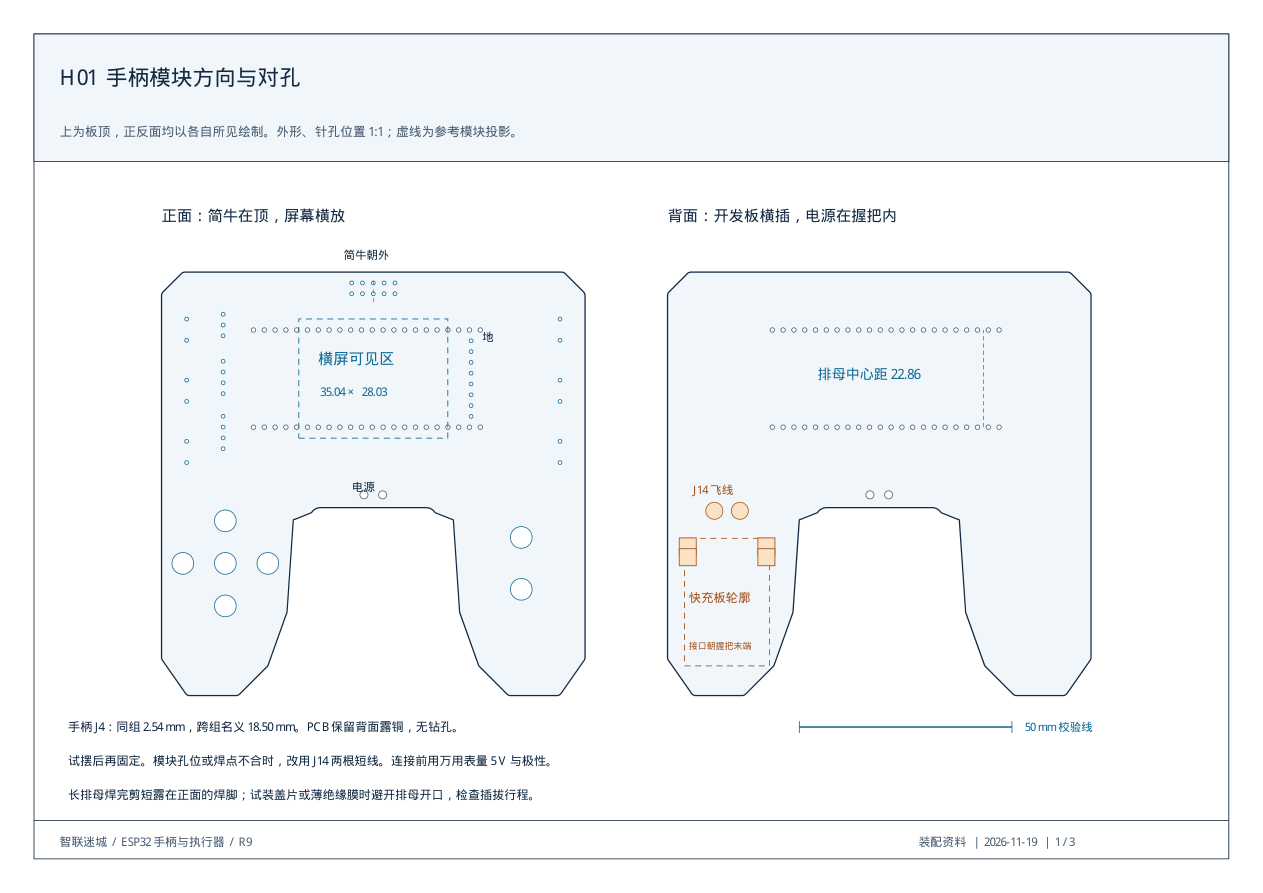 H01 手柄模块方向与对孔
上为板顶，正反面均以各自所见绘制。外形、针孔位置 1:1；虚线为参考模块投影。
正面：简牛在顶，屏幕横放
背面：开发板横插，电源在握把内
简牛朝外
地
横屏可见区
35.04 × 28.03
电源
排母中心距 22.86
J14 飞线
快充板轮廓
接口朝握把末端
手柄 J4：同组 2.54 mm，跨组名义 18.50 mm。PCB 保留背面露铜，无钻孔。
50 mm 校验线
试摆后再固定。模块孔位或焊点不合时，改用 J14 两根短线。连接前用万用表量 5 V 与极性。
长排母焊完剪短露在正面的焊脚；试装盖片或薄绝缘膜时避开排母开口，检查插拔行程。
智联迷城 / ESP32 手柄与执行器 / R9
装配资料 | 2026-11-19 | 1 / 3